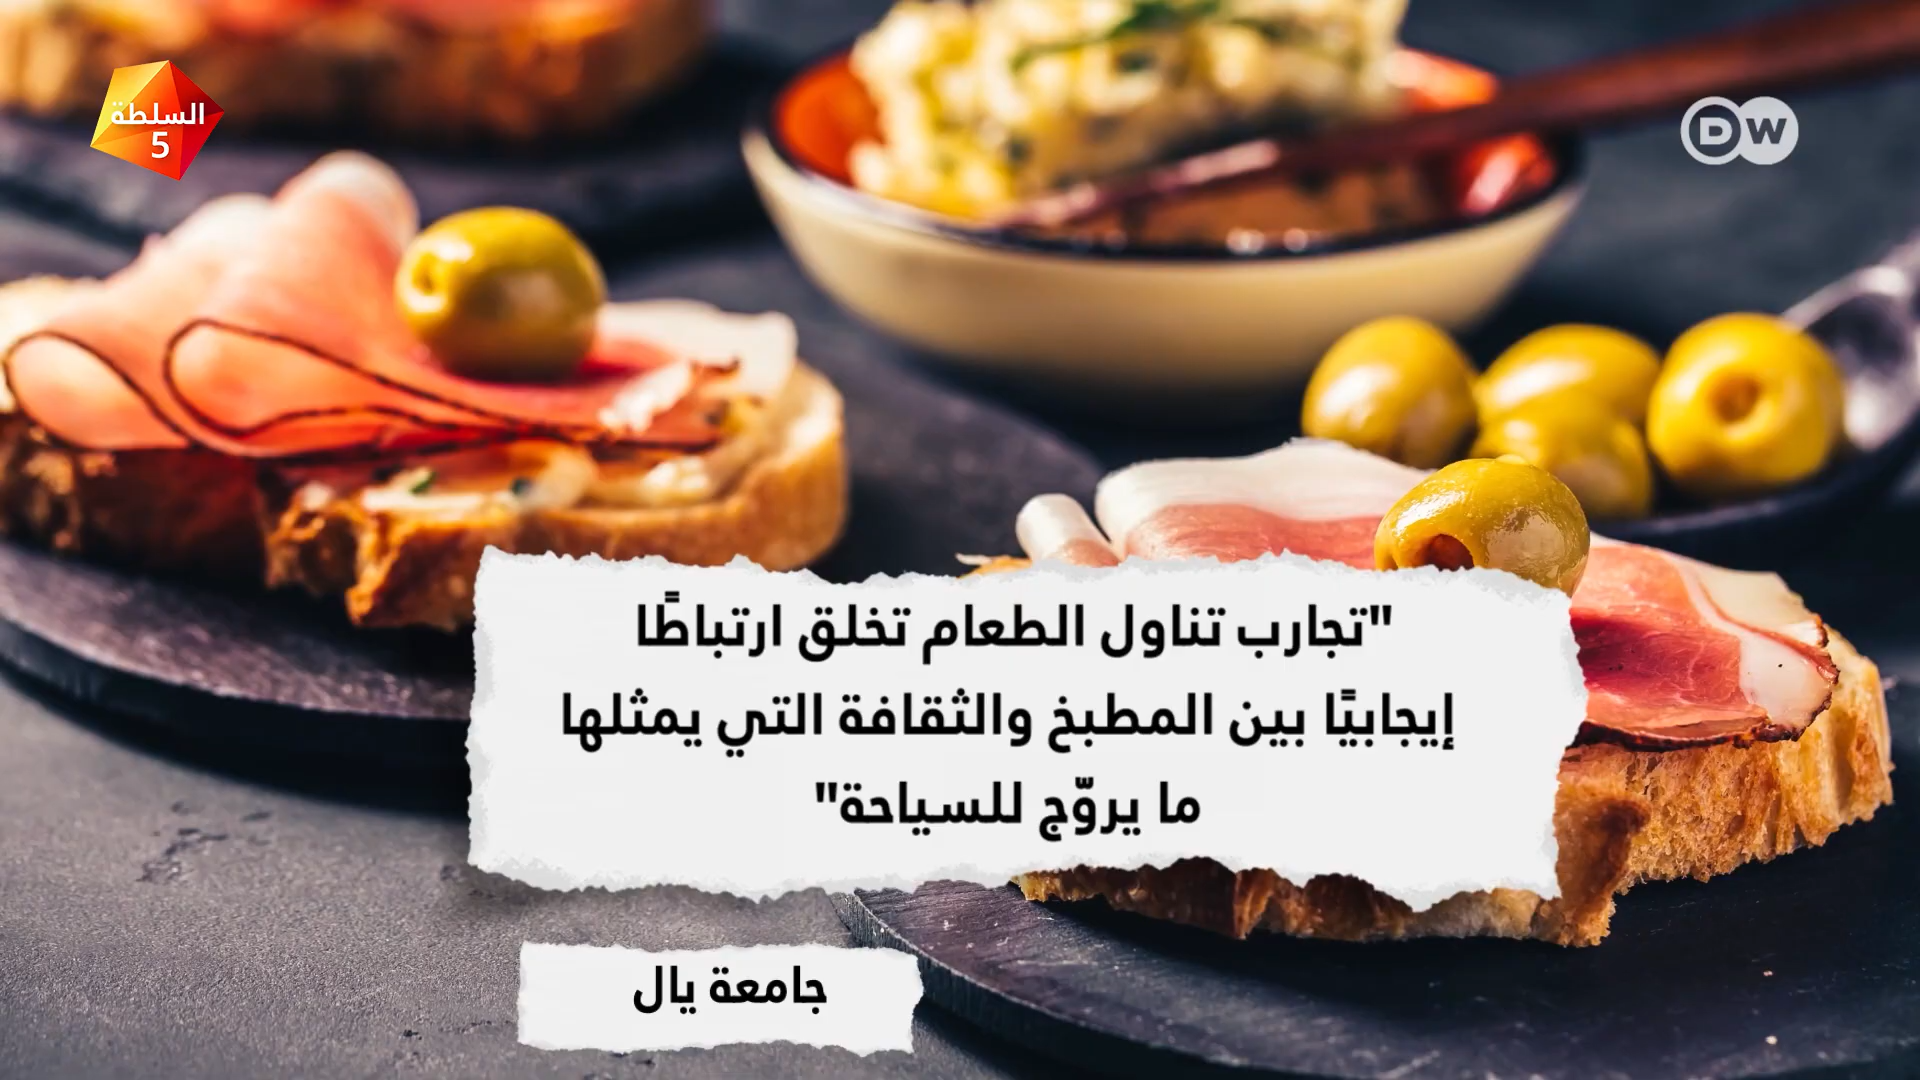 السلطة
5
DW
"تجارب تناول الطعام تخلق ارتباطًا
إيجابيًا بين المطبخ والثقافة التي يمثلها
ما يروّج للسياحة"
جامعة يال